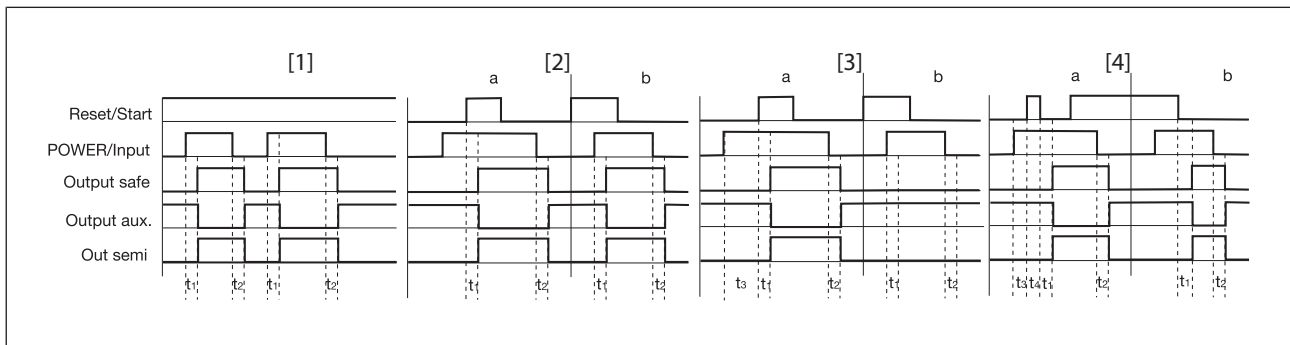 [1] [2] [3] [4]
a b a b a b
Reset/Start
POWER/Input
Output safe
Output aux.
Out semi
t1 t2 t1 t2 t1 t2 t1 t2 t3 t1 t2 t1 t2 t3 t4 t1 t2 t1 t2